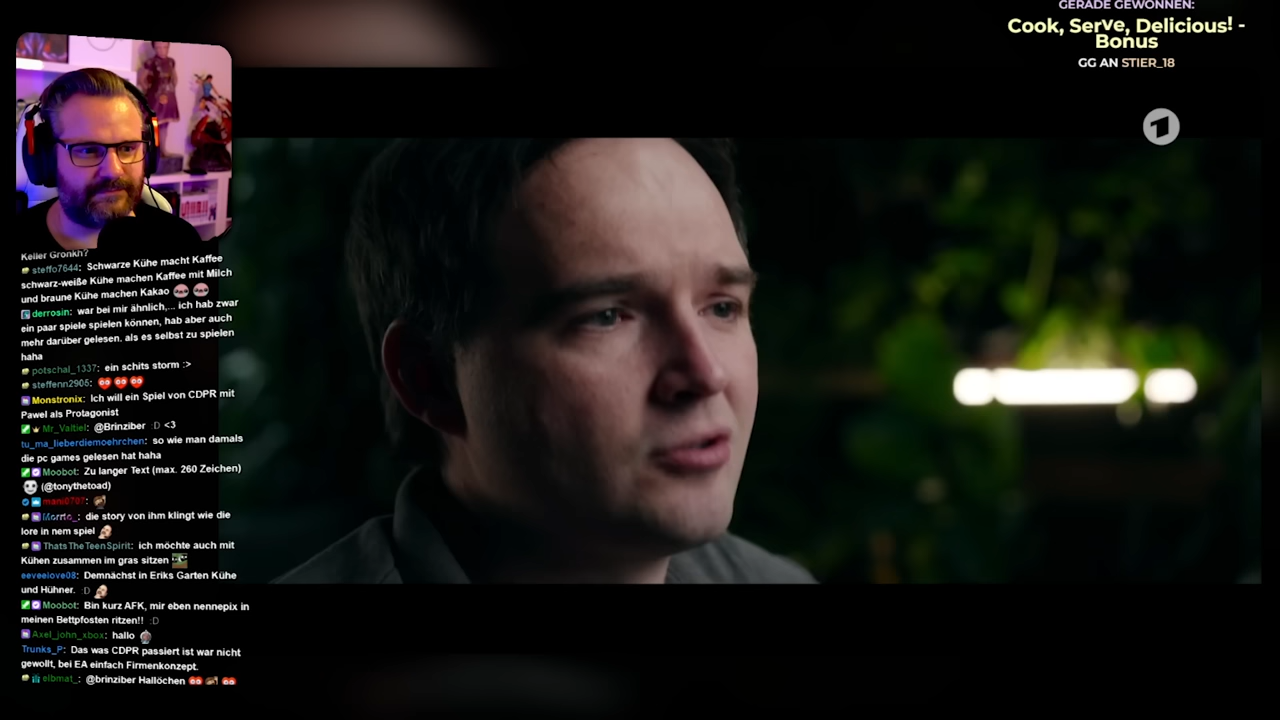 GERADE GEWONNEN:
Cook, Serve, Delicious! -
Bonus
GG AN STIER_18
1
Keller Gronkh?
steffo7644: Schwarze Kühe macht Kaffee
schwarz-weiße Kühe machen Kaffee mit Milch
und braune Kühe machen Kakao
derrosin: war bei mir ähnlich,... ich hab zwar
ein paar spiele spielen können, hab aber auch
mehr darüber gelesen. als es selbst zu spielen
haha
potschal_1337: ein schits storm :>
steffenn2905:
Monstronix: Ich will ein Spiel von CDPR mit
Pawel als Protagonist
Mr_Valtiel: @Brinziber :D <3
tu_ma_lieberdiemoehrchen: so wie man damals
die pc games gelesen hat haha
Moobot: Zu langer Text (max. 260 Zeichen)
(@tonythetoad)
mani0707:
Morrto_: die story von ihm klingt wie die
lore in nem spiel
ThatsTheTeenSpirit: ich möchte auch mit
Kühen zusammen im gras sitzen
eeveelove08: Demnächst in Eriks Garten Kühe
und Hühner. :D
Moobot: Bin kurz AFK, mir eben nennepix in
meinen Bettpfosten ritzen!! :D
Axel_john_xbox: hallo
Trunks_P: Das was CDPR passiert ist war nicht
gewollt, bei EA einfach Firmenkonzept.
elbmat_: @brinziber Hallöchen